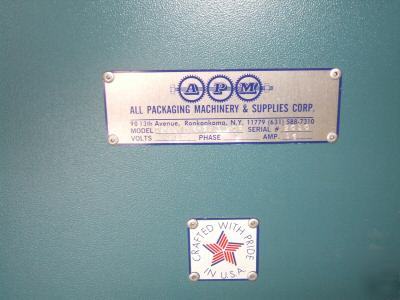 APM
ALL PACKAGING MACHINERY & SUPPLIES CORP.
90 13th Avenue, Ronkonkoma, N.Y. 11779 (631) 588-7310
MODEL SERIAL #
VOLTS PHASE AMP.
CRAFTED WITH PRIDE
IN U.S.A.